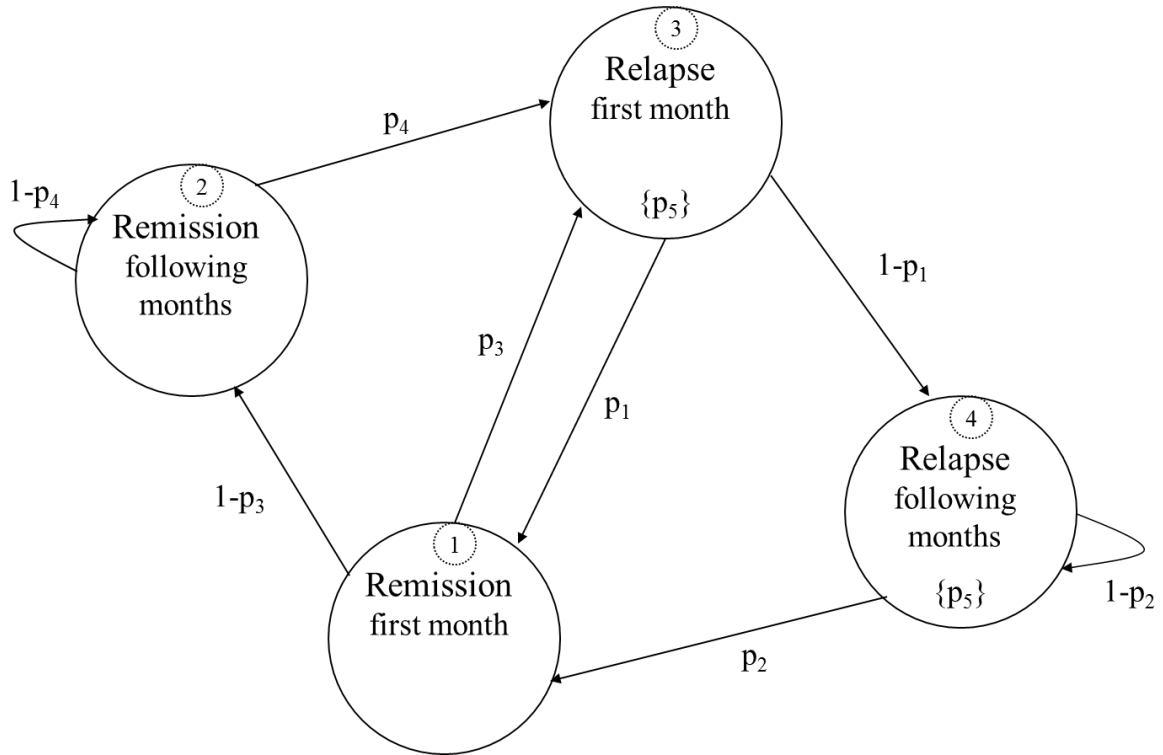 3
Relapse
first month
{p₅}
p₄
1-p₄
2
Remission
following
months
1-p₁
p₃
p₁
4
Relapse
following
months
{p₅}
1-p₂
1-p₃
1
Remission
first month
p₂